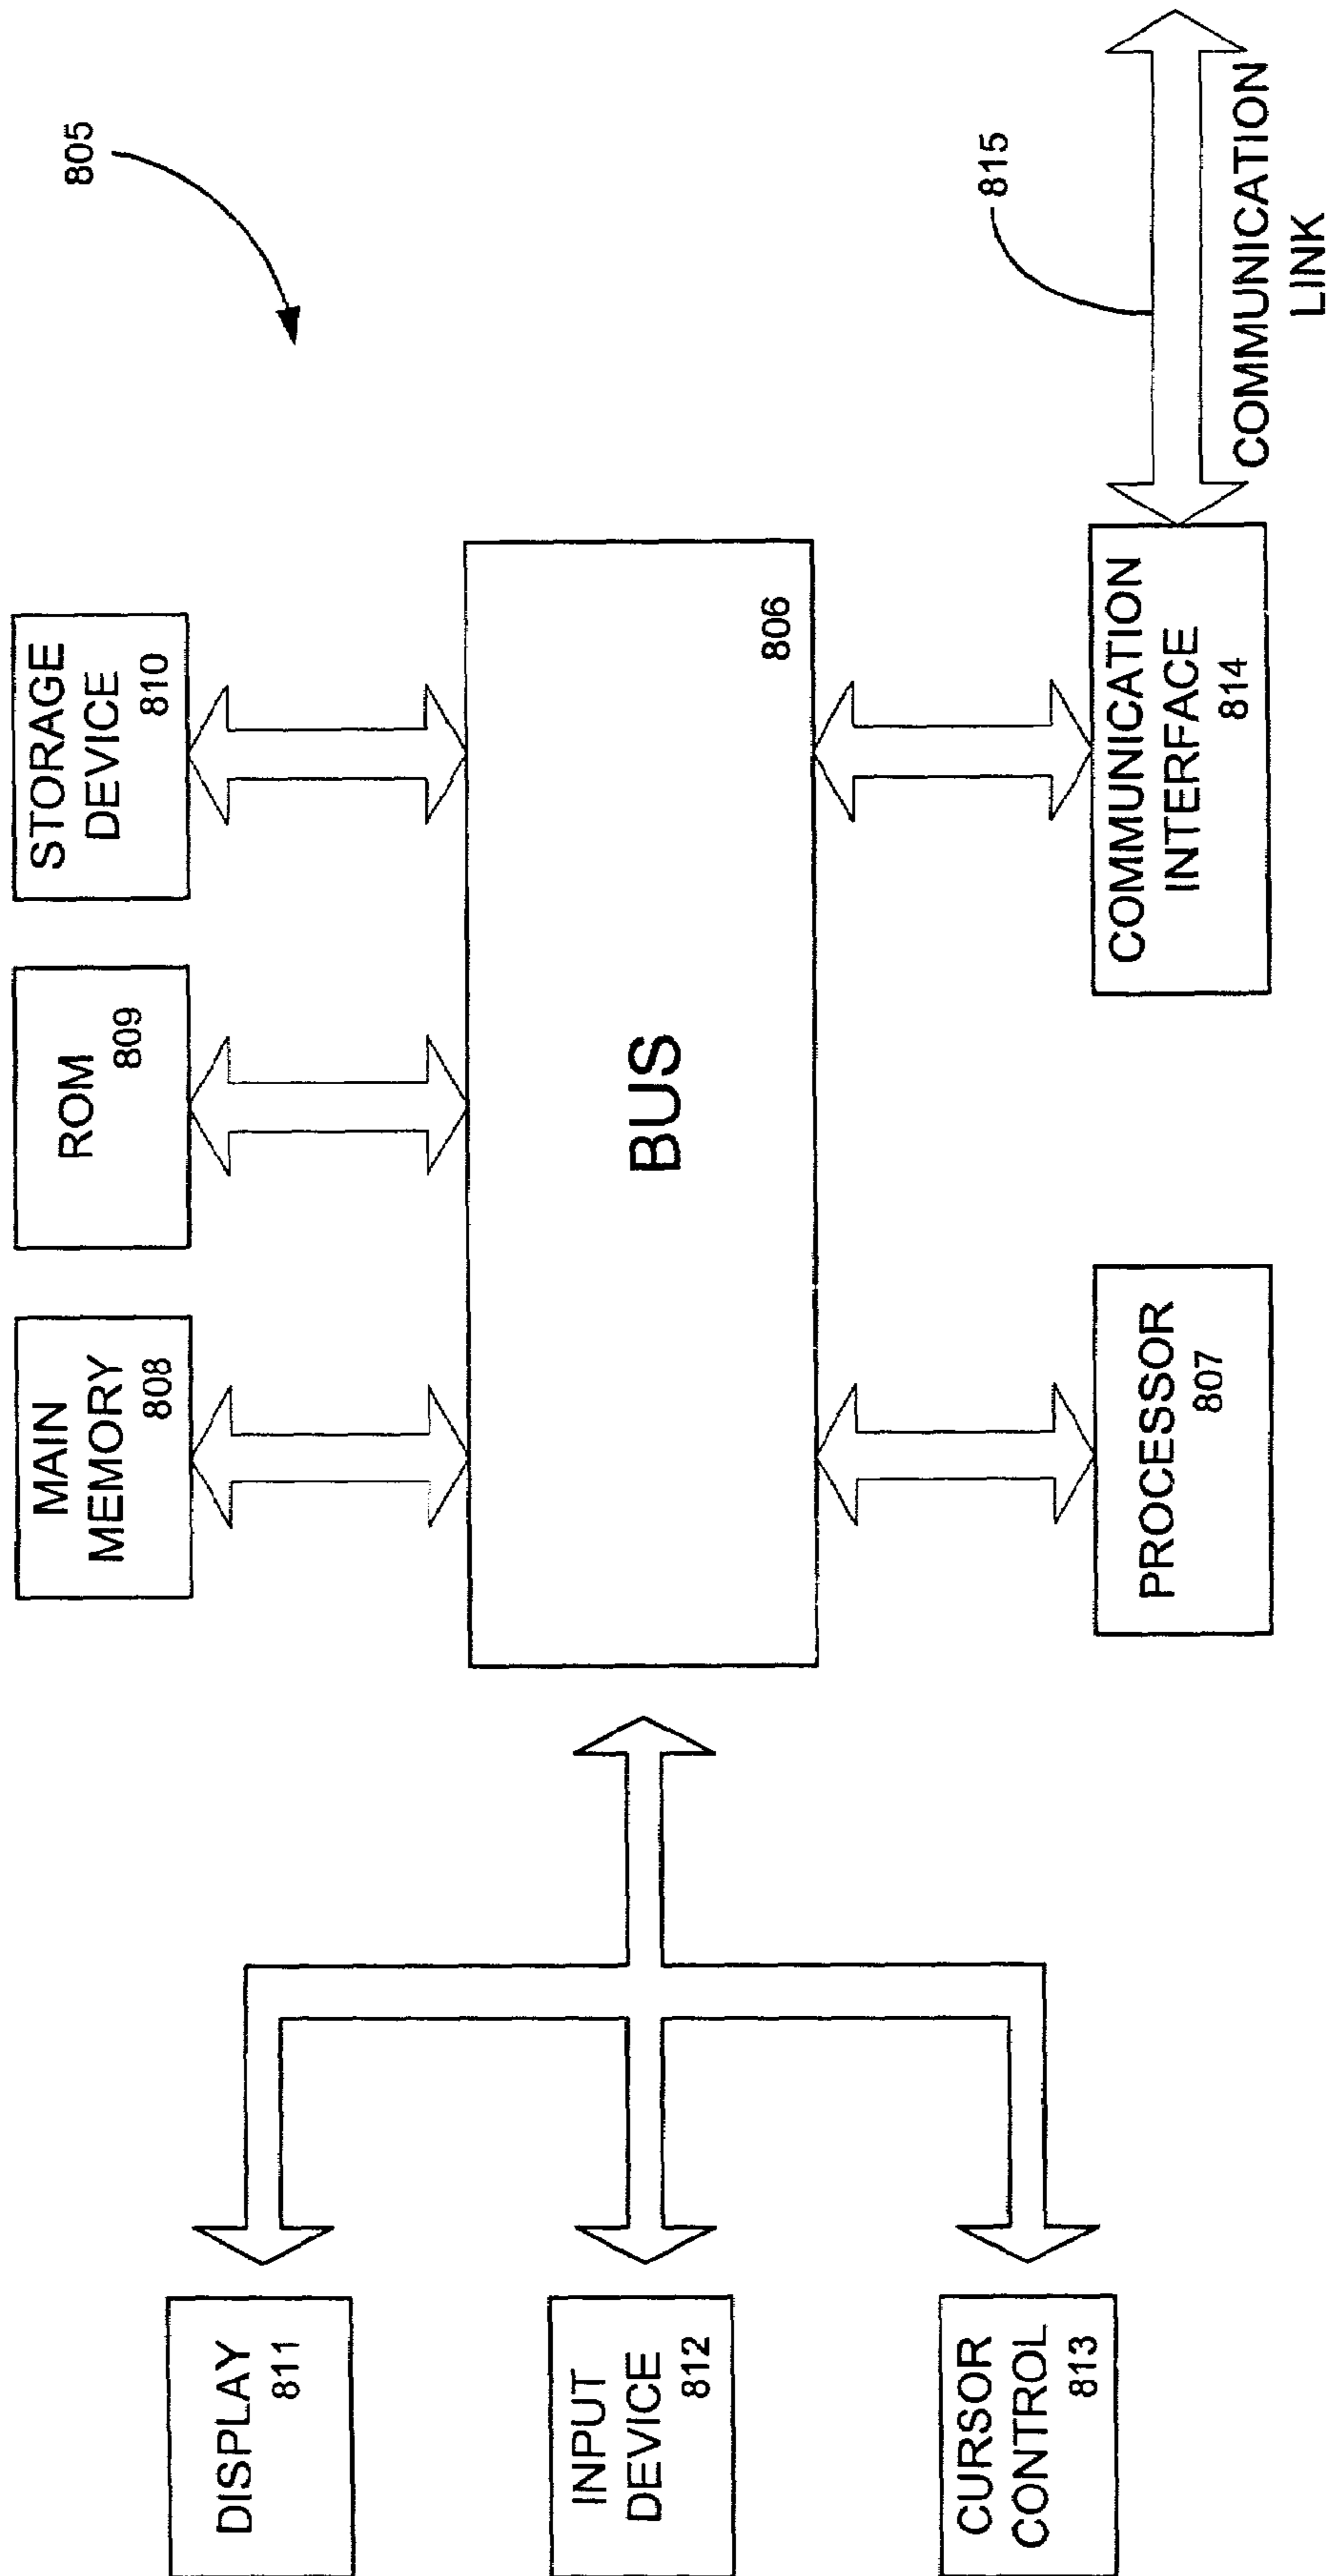 805
MAIN
MEMORY
808
ROM
809
STORAGE
DEVICE
810
DISPLAY
811
INPUT
DEVICE
812
BUS
806
815
CURSOR
CONTROL
813
PROCESSOR
807
COMMUNICATION
INTERFACE
814
COMMUNICATION
LINK